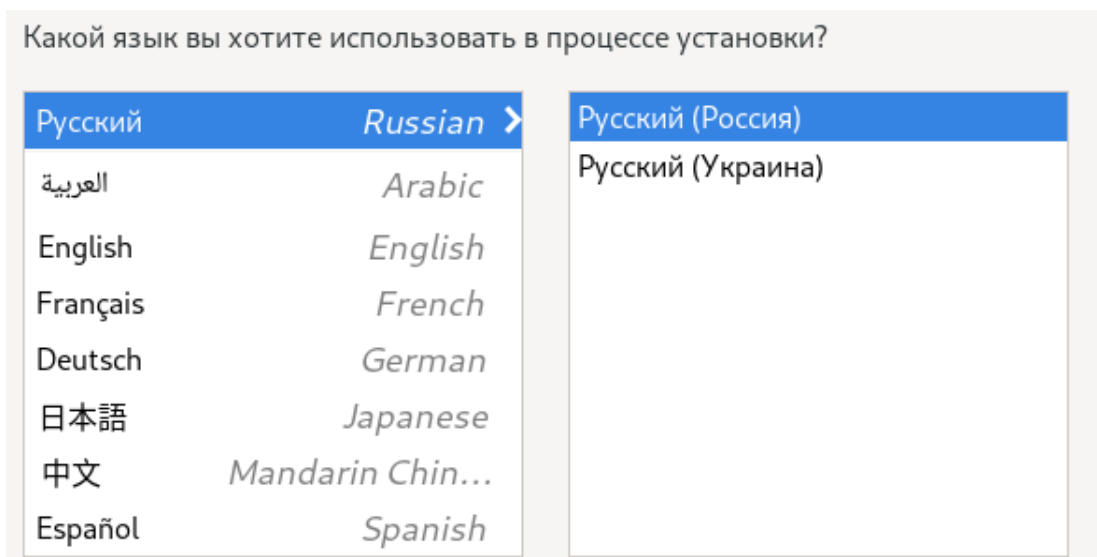 Какой язык вы хотите использовать в процессе установки?
Русский Russian
العربية Arabic
English English
Français French
Deutsch German
日本語 Japanese
中文 Mandarin Chin...
Español Spanish
Русский (Россия)
Русский (Украина)